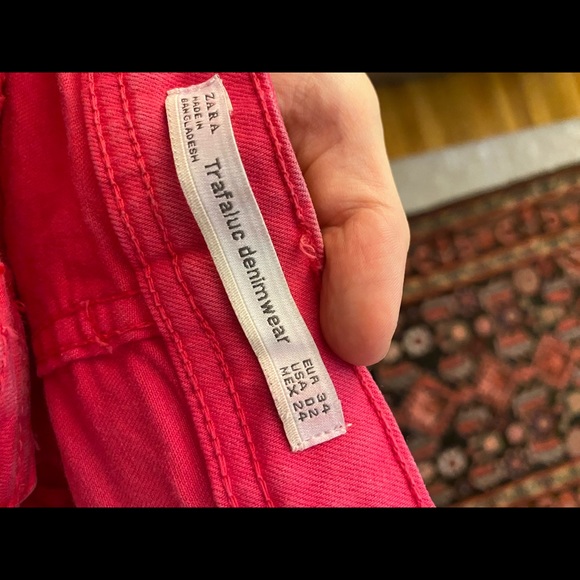 ZARA
MADE IN
BANGLADESH
Trafaluc denimwear
EUR 34
USA 02
MEX 24